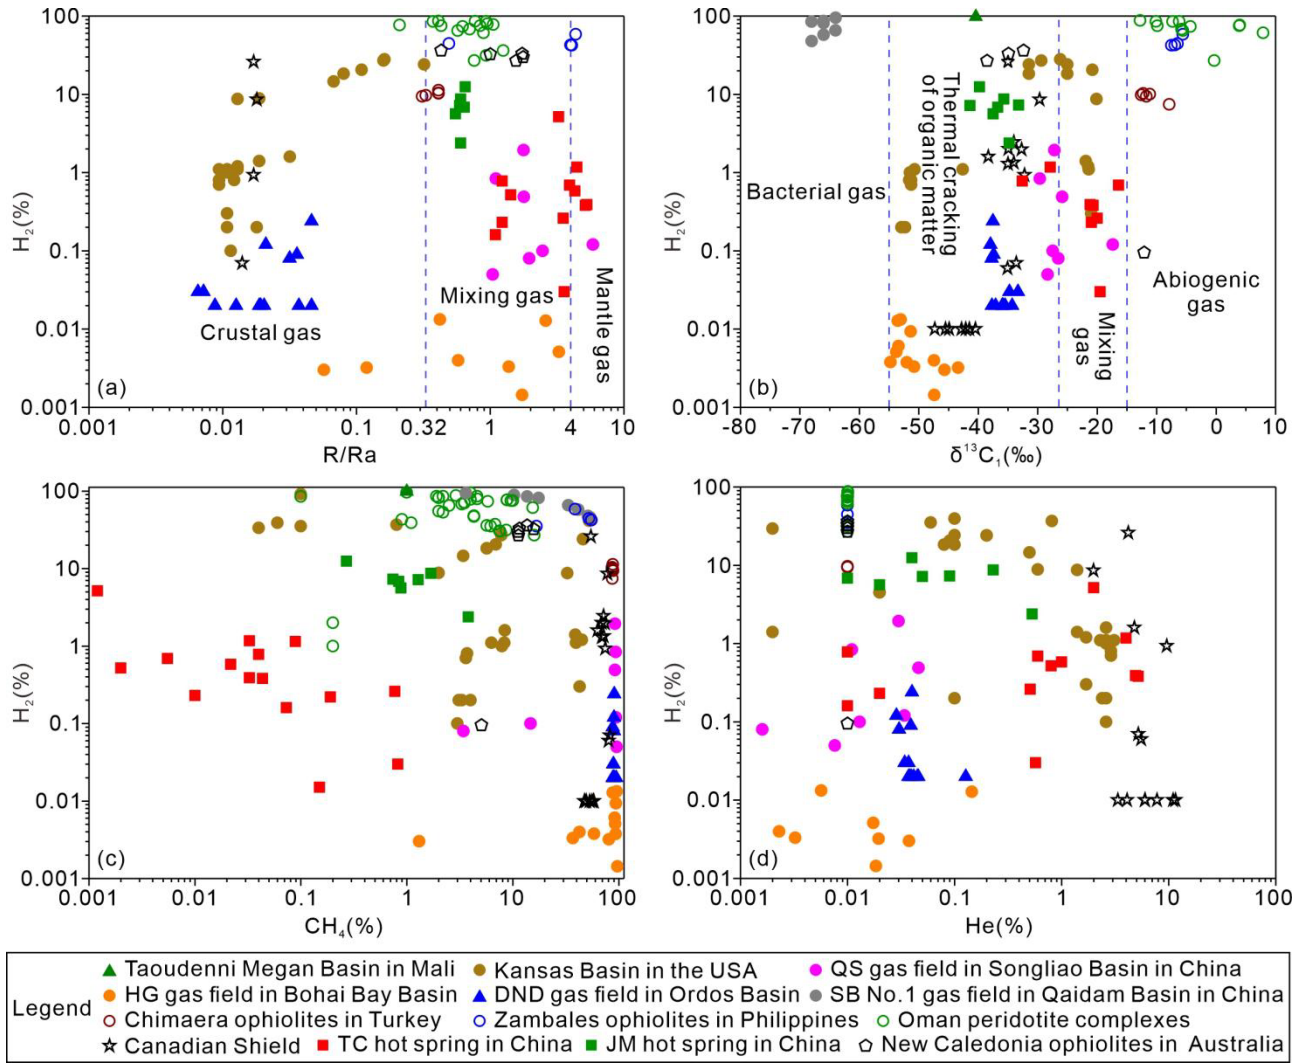 100
10
1
0.1
0.01
0.001
H₂(%)
Crustal gas
Mixing gas
Mantle gas
(a)
0.001
0.01
0.1
0.32
1
4
10
R/Ra
100
10
1
0.1
0.01
0.001
H₂(%)
Bacterial gas
Thermal cracking
of organic matter
Mixing
gas
Abiogenic
gas
(b)
-80
-70
-60
-50
-40
-30
-20
-10
0
10
δ¹³C₁(‰)
100
10
1
0.1
0.01
0.001
H₂(%)
(c)
0.001
0.01
0.1
1
10
100
CH₄(%)
100
10
1
0.1
0.01
0.001
H₂(%)
(d)
0.001
0.01
0.1
1
10
100
He(%)
Legend
Taoudenni Megan Basin in Mali
Kansas Basin in the USA
QS gas field in Songliao Basin in China
HG gas field in Bohai Bay Basin
DND gas field in Ordos Basin
SB No.1 gas field in Qaidam Basin in China
Chimaera ophiolites in Turkey
Zambales ophiolites in Philippines
Oman peridotite complexes
Canadian Shield
TC hot spring in China
JM hot spring in China
New Caledonia ophiolites in Australia